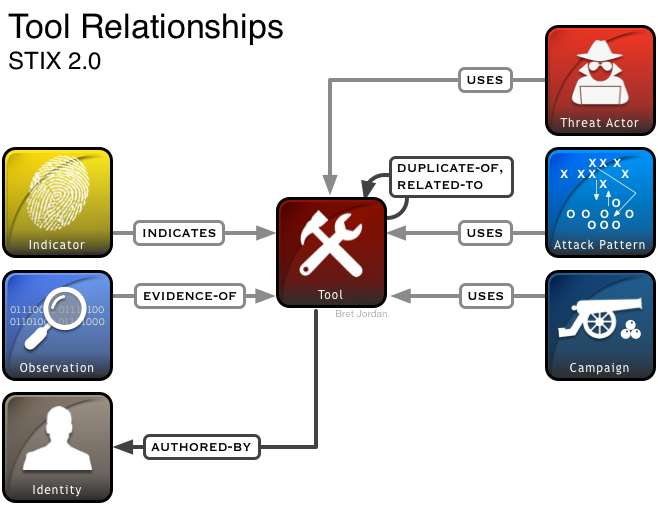 Tool Relationships
STIX 2.0
USES
Threat Actor
DUPLICATE-OF,
RELATED-TO
Indicator
INDICATES
Tool
USES
X X X
X X X X
X
O
O O O O
O O O
Attack Pattern
Observation
EVIDENCE-OF
USES
Campaign
Bret Jordan
Identity
AUTHORED-BY